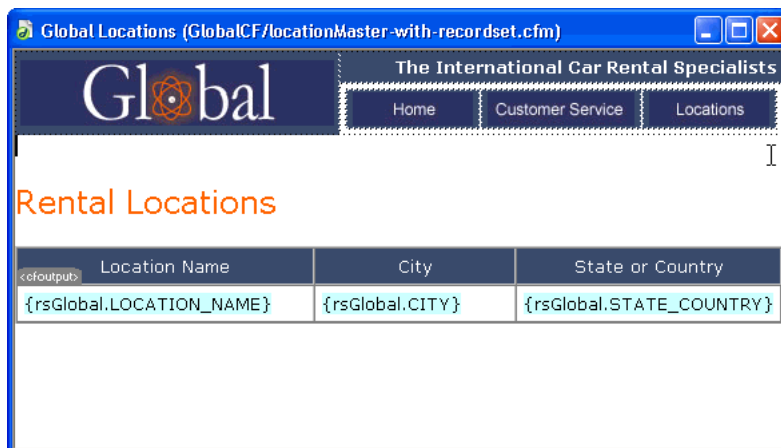 Global Locations (GlobalCF/locationMaster-with-recordset.cfm)
Global
The International Car Rental Specialists
Home Customer Service Locations
Rental Locations
<cfoutput>
Location Name City State or Country
{rsGlobal.LOCATION_NAME} {rsGlobal.CITY} {rsGlobal.STATE_COUNTRY}